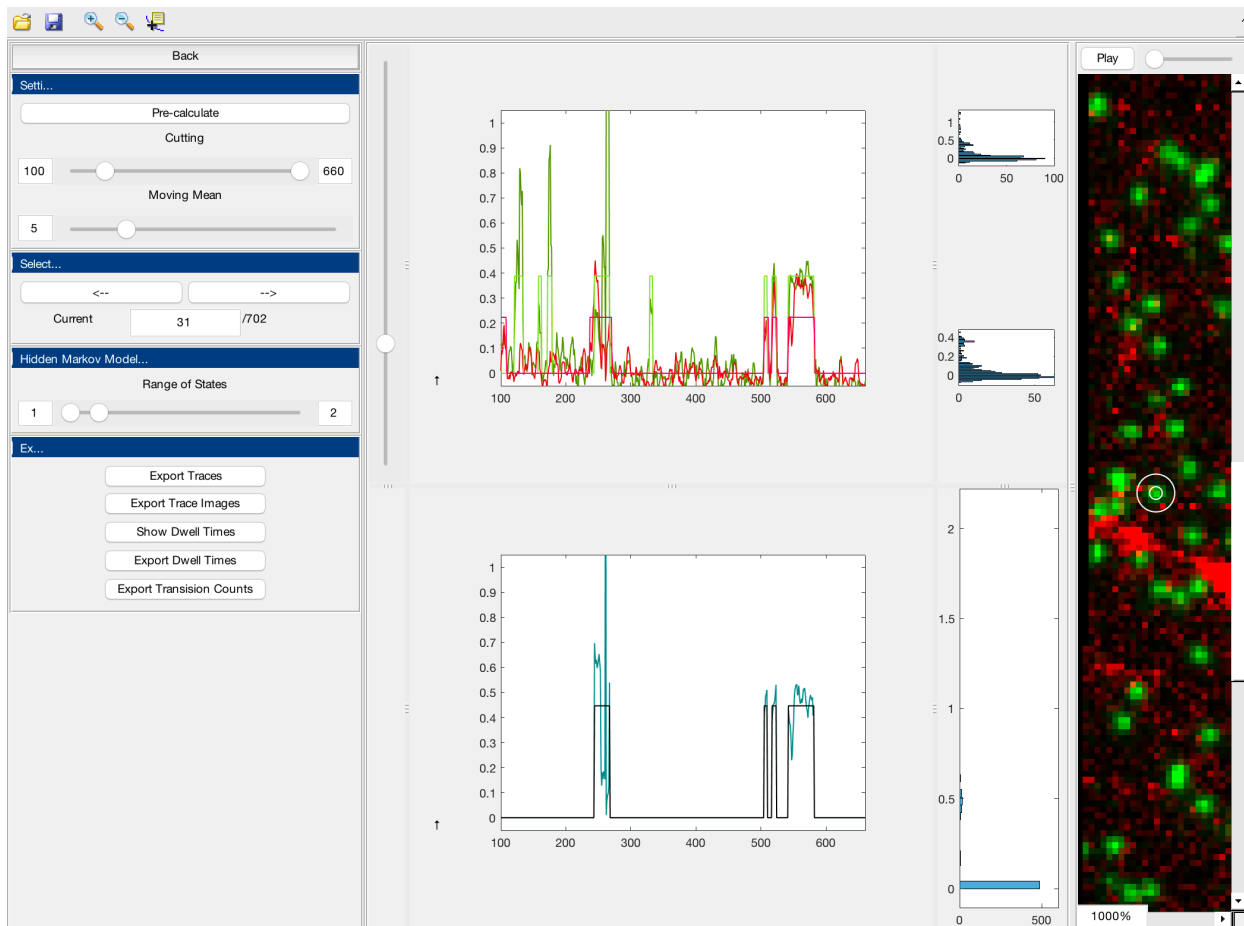 Back
Play
Setti...
Pre-calculate
Cutting
100 660
Moving Mean
5
Select...
<-- -->
Current 31 /702
Hidden Markov Model...
Range of States
1 2
Ex...
Export Traces
Export Trace Images
Show Dwell Times
Export Dwell Times
Export Transision Counts
1
0.9
0.8
0.7
0.6
0.5
0.4
0.3
0.2
0.1
0
↑
100 200 300 400 500 600
1
0.5
0
0 50 100
0.4
0.2
0
0 50
1
0.9
0.8
0.7
0.6
0.5
0.4
0.3
0.2
0.1
0
↑
100 200 300 400 500 600
2
1.5
1
0.5
0
0 500
1000%